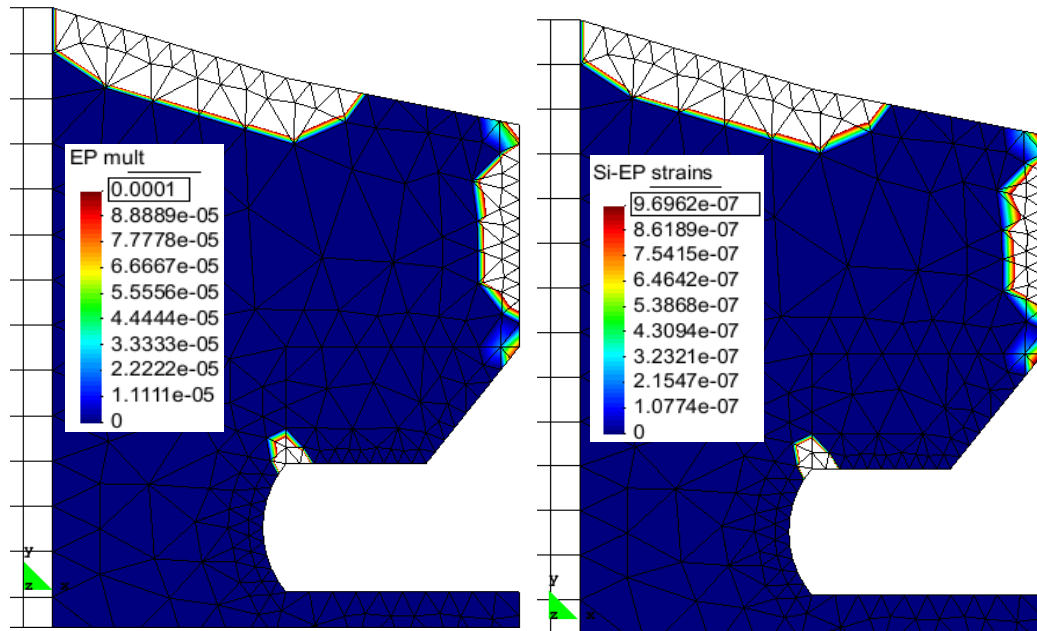 EP mult
0.0001
8.8889e-05
7.7778e-05
6.6667e-05
5.5556e-05
4.44444e-05
3.33333e-05
2.2222e-05
1.1111e-05
0
y
z x
Si-EP strains
9.6962e-07
8.6189e-07
7.5415e-07
6.4642e-07
5.3868e-07
4.3094e-07
3.2321e-07
2.1547e-07
1.0774e-07
0
y
z x